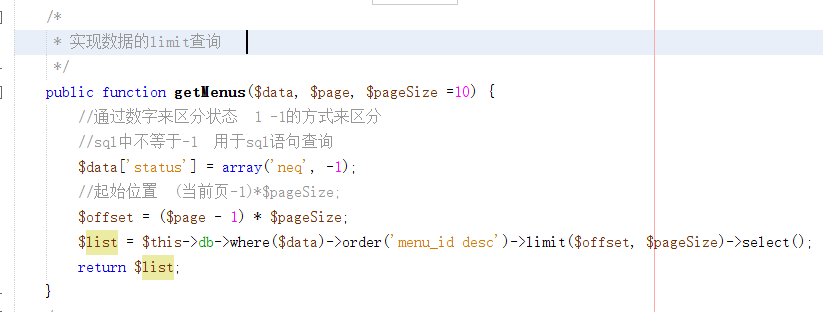 /*
* 实现数据的limit查询
*/
public function getMenus($data, $page, $pageSize =10) {
//通过数字来区分状态  1 -1的方式来区分
//sql中不等于-1  用于sql语句查询
$data['status'] = array('neq', -1);
//起始位置  (当前页-1)*$pageSize;
$offset = ($page - 1) * $pageSize;
$list = $this->db->where($data)->order('menu_id desc')->limit($offset, $pageSize)->select();
return $list;
}